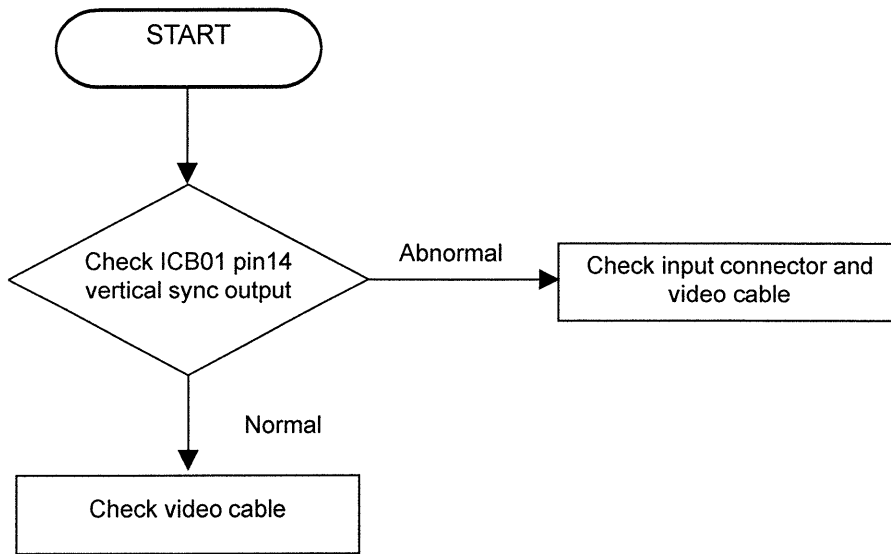 START
Check ICB01 pin14
vertical sync output
Abnormal
Check input connector and
video cable
Normal
Check video cable